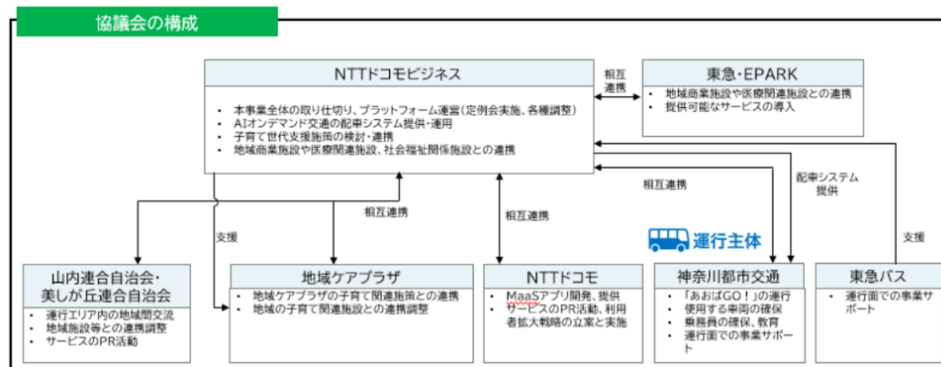 協議会の構成
NTTドコモビジネス
• 本事業全体の取り仕切り、プラットフォーム運営(定例会実施、各種調整)
• AIオンデマンド交通の配車システム提供・運用
• 子育て世代支援施策の検討・連携
• 地域商業施設や医療関連施設、社会福祉関係施設との連携
相互
連携
東急・EPARK
• 地域商業施設や医療関連施設との連携
• 提供可能なサービスの導入
支援
相互連携
相互連携
相互連携
配車システム
提供
支援
運行主体
山内連合自治会・
美しが丘連合自治会
• 運行エリア内の地域間交流
• 地域施設等との連携調整
• サービスのPR活動
地域ケアプラザ
• 地域ケアプラザの子育て関連施策との連携
• 地域の子育て関連施設との連携調整
NTTドコモ
• MaaSアプリ開発、提供
• サービスのPR活動、利用
者拡大戦略の立案と実施
神奈川都市交通
• 「あおばGO！」の運行
• 使用する車両の確保
• 乗務員の確保、教育
• 運行面での事業サポー
ト
東急バス
• 運行面での事業サ
ポート